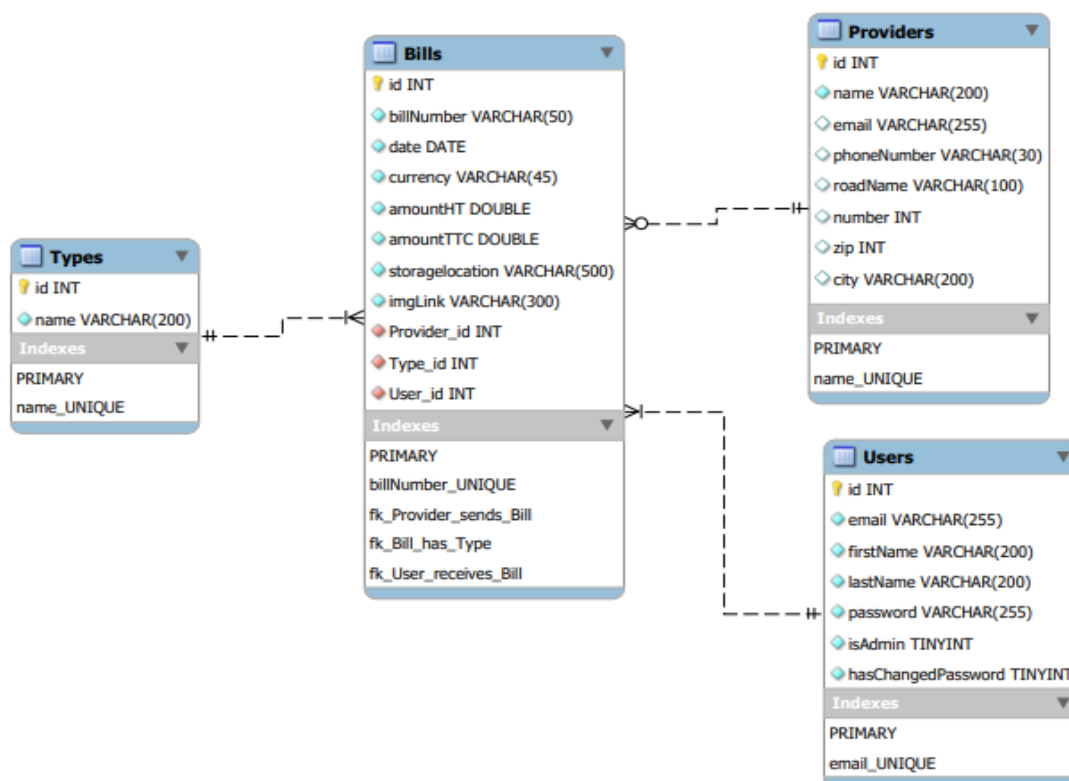 Types
id INT
name VARCHAR(200)
Indexes
PRIMARY
name_UNIQUE
Bills
id INT
billNumber VARCHAR(50)
date DATE
currency VARCHAR(45)
amountHT DOUBLE
amountTTC DOUBLE
storagelocation VARCHAR(500)
imgLink VARCHAR(300)
Provider_id INT
Type_id INT
User_id INT
Indexes
PRIMARY
billNumber_UNIQUE
fk_Provider_sends_Bill
fk_Bill_has_Type
fk_User_receives_Bill
Providers
id INT
name VARCHAR(200)
email VARCHAR(255)
phoneNumber VARCHAR(30)
roadName VARCHAR(100)
number INT
zip INT
city VARCHAR(200)
Indexes
PRIMARY
name_UNIQUE
Users
id INT
email VARCHAR(255)
firstName VARCHAR(200)
lastName VARCHAR(200)
password VARCHAR(255)
isAdmin TINYINT
hasChangedPassword TINYINT
Indexes
PRIMARY
email_UNIQUE